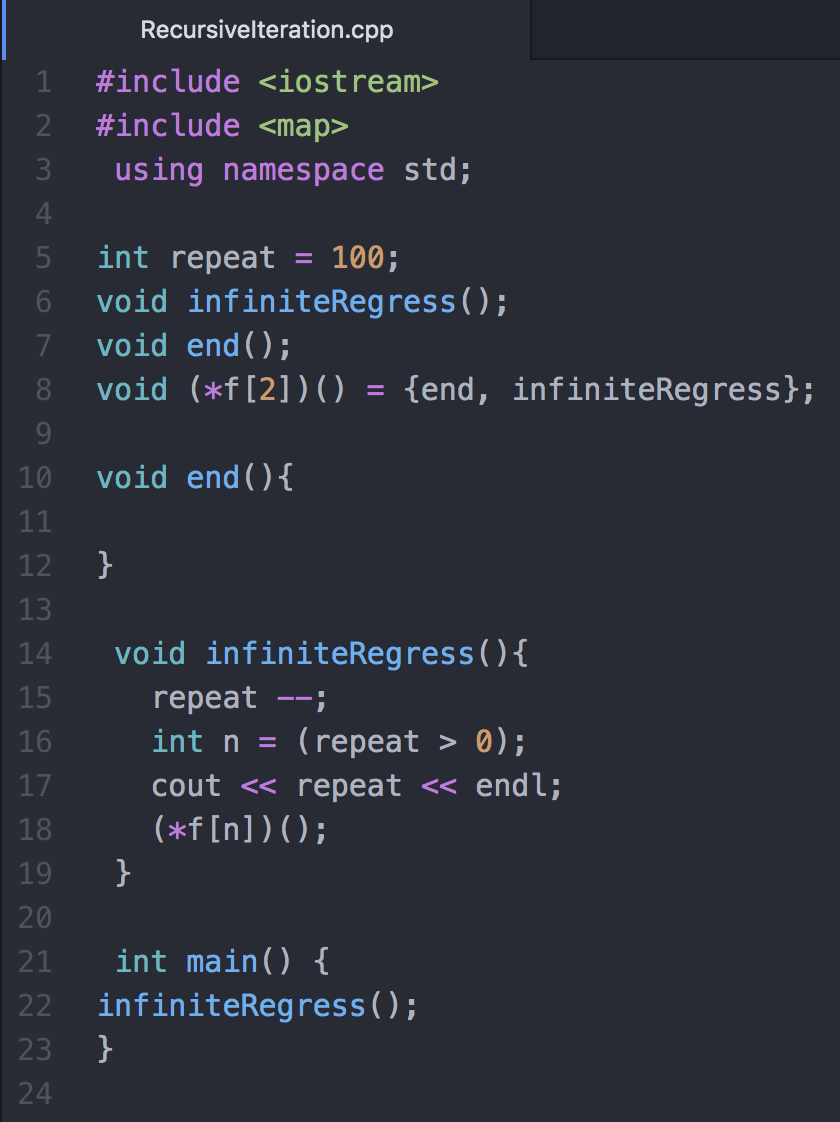 RecursiveIteration.cpp
1 #include <iostream>
2 #include <map>
3  using namespace std;
4
5 int repeat = 100;
6 void infiniteRegress();
7 void end();
8 void (*f[2])() = {end, infiniteRegress};
9
10 void end(){
11
12 }
13
14  void infiniteRegress(){
15    repeat --;
16    int n = (repeat > 0);
17    cout << repeat << endl;
18    (*f[n])();
19  }
20
21  int main() {
22 infiniteRegress();
23 }
24